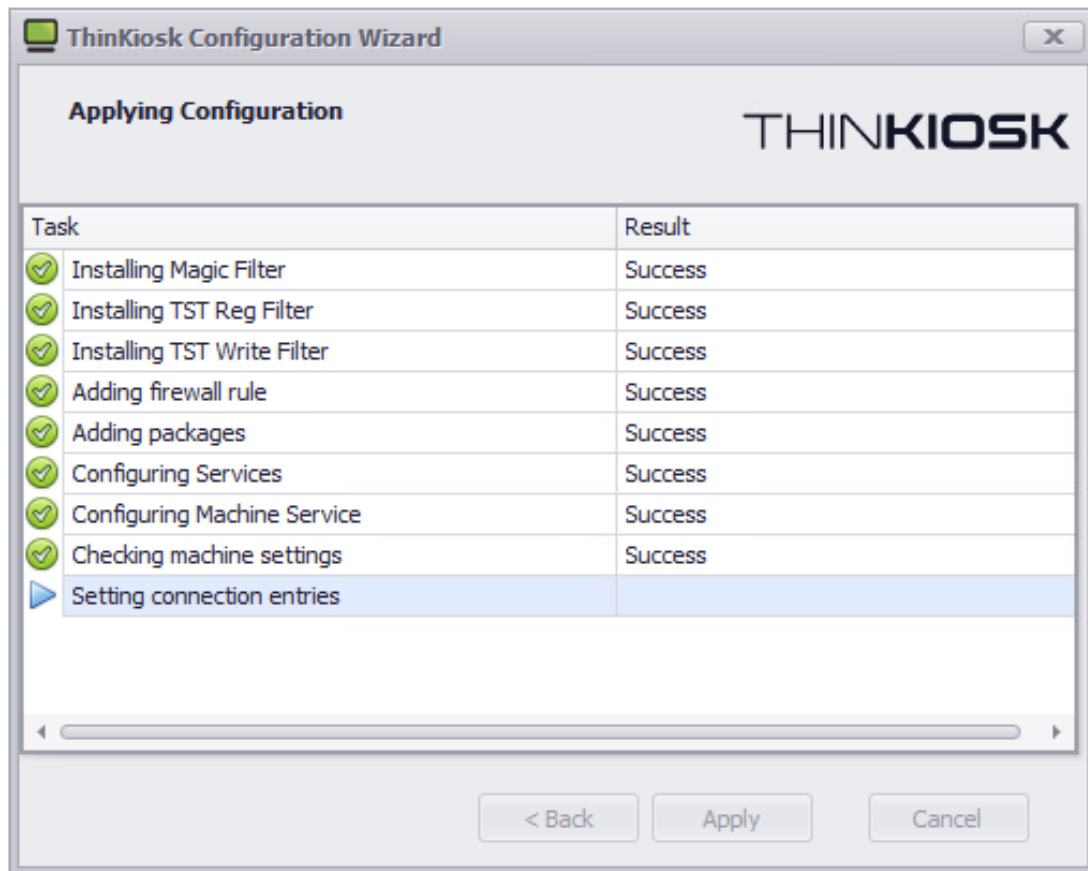 ThinKiosk Configuration Wizard
Applying Configuration
THINKIOSK
Task Result
Installing Magic Filter Success
Installing TST Reg Filter Success
Installing TST Write Filter Success
Adding firewall rule Success
Adding packages Success
Configuring Services Success
Configuring Machine Service Success
Checking machine settings Success
Setting connection entries
< Back Apply Cancel